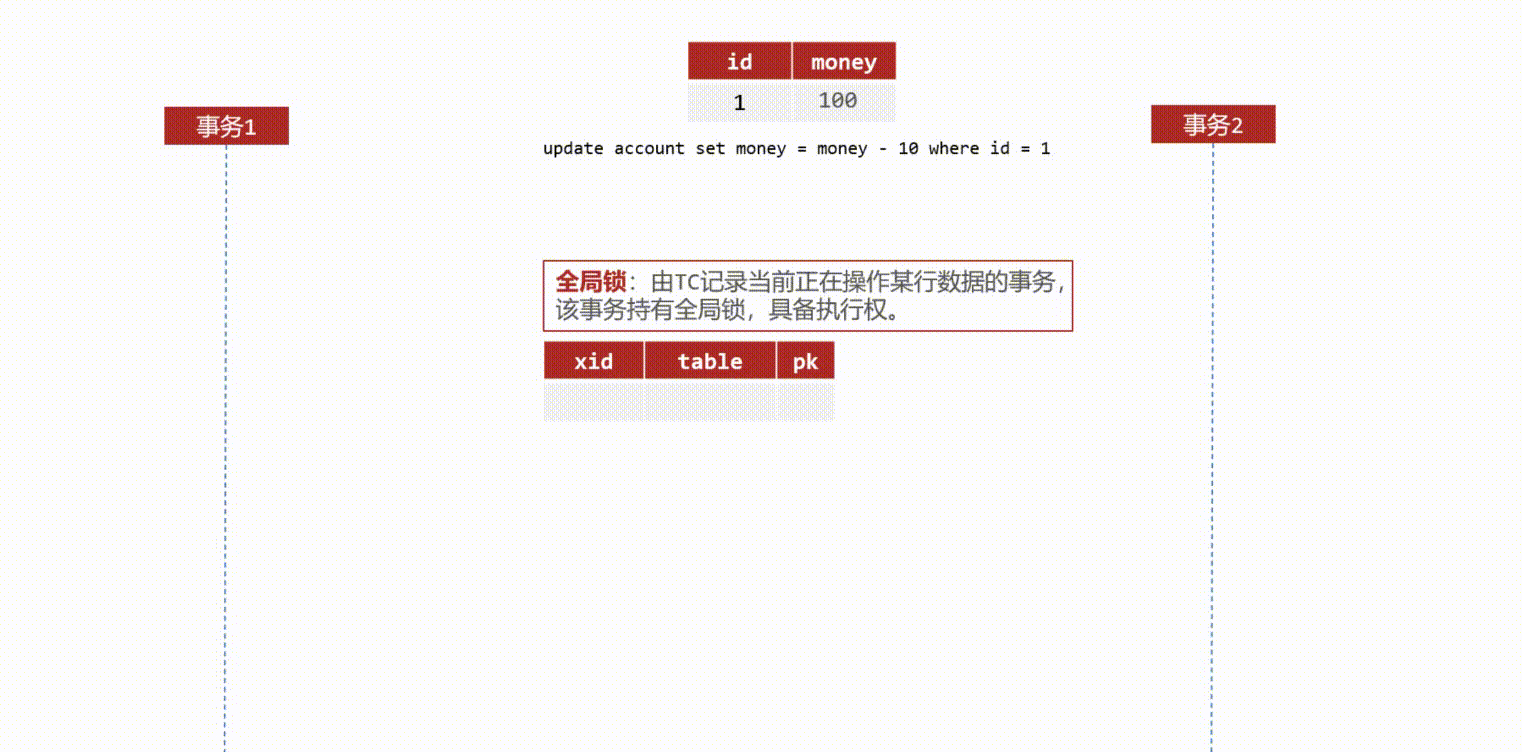 id money
1 100
事务1
事务2
update account set money = money - 10 where id = 1
全局锁：由TC记录当前正在操作某行数据的事务，
该事务持有全局锁，具备执行权。
xid table pk